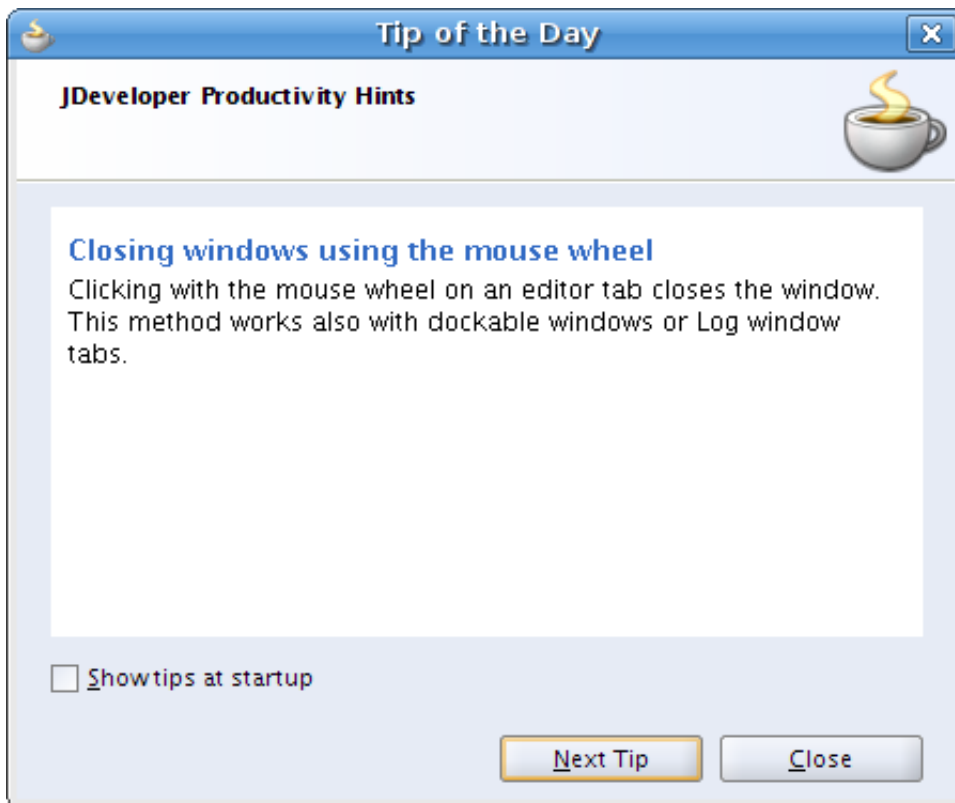 Tip of the Day
JDeveloper Productivity Hints
Closing windows using the mouse wheel
Clicking with the mouse wheel on an editor tab closes the window.
This method works also with dockable windows or Log window
tabs.
Show tips at startup
Next Tip
Close